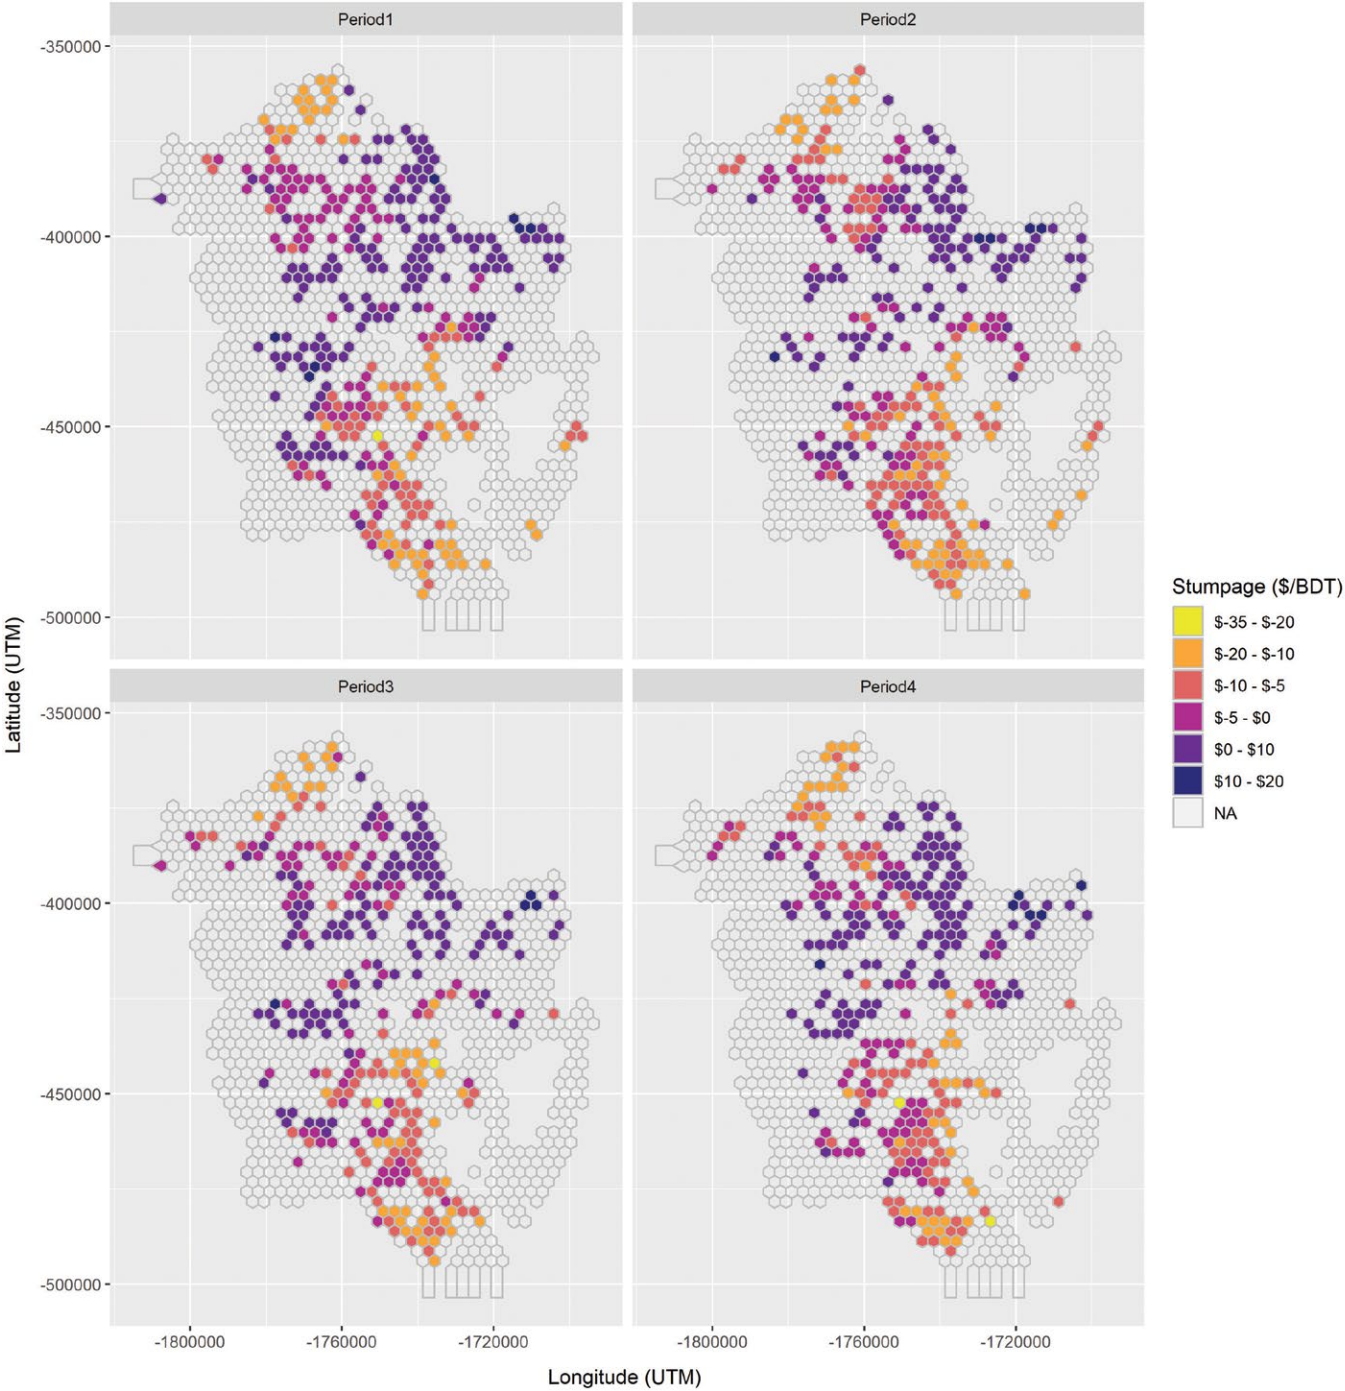 Period1
Period2
-350000
-400000
-450000
-500000
Latitude (UTM)
Stumpage ($/BDT)
$-35 - $-20
$-20 - $-10
$-10 - $-5
$-5 - $0
$0 - $10
$10 - $20
NA
Period3
Period4
-350000
-400000
-450000
-500000
-1800000
-1760000
-1720000
-1800000
-1760000
-1720000
Longitude (UTM)